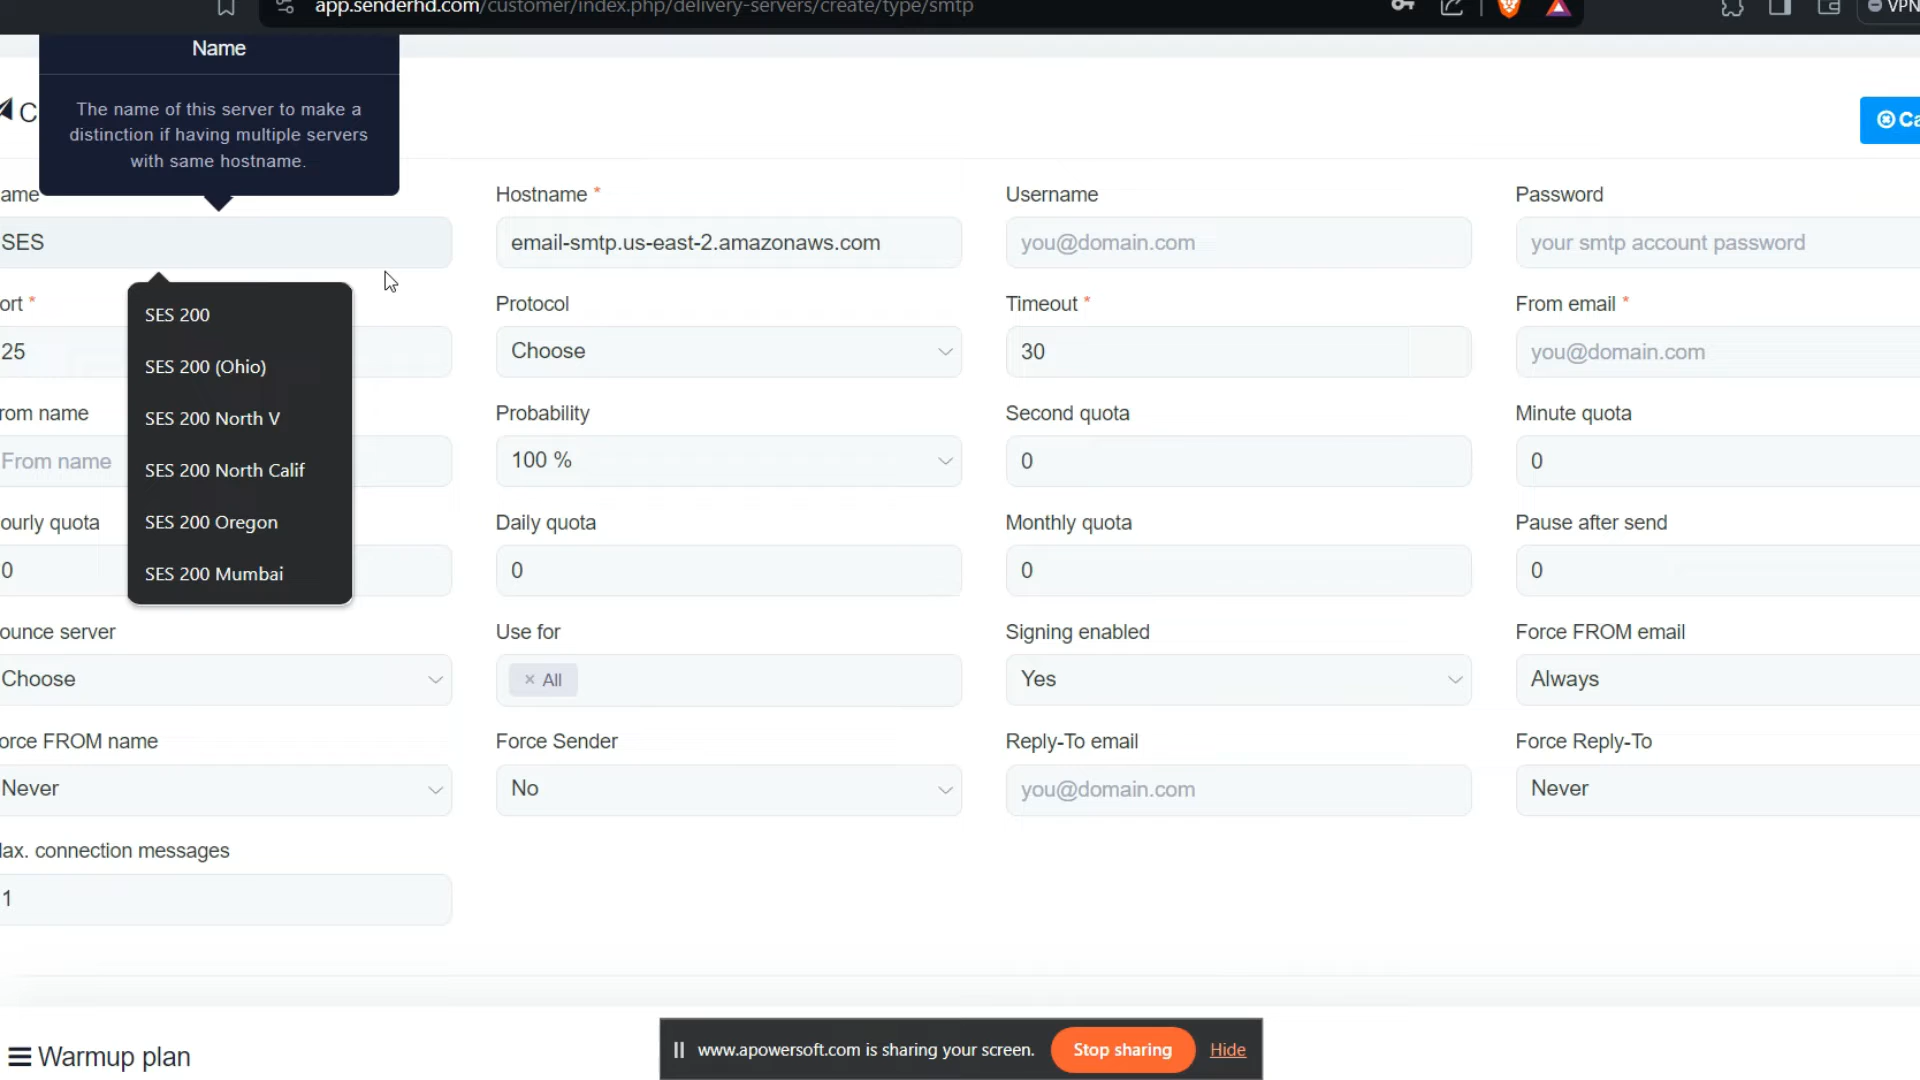 app.senderhd.com/customer/index.php/delivery-servers/create/type/smtp
VPN
Name
The name of this server to make a
distinction if having multiple servers
with same hostname.
C
Ca
ame
Hostname *
Username
Password
SES
email-smtp.us-east-2.amazonaws.com
you@domain.com
your smtp account password
SES 200
SES 200 (Ohio)
SES 200 North V
SES 200 North Calif
SES 200 Oregon
SES 200 Mumbai
ort *
Protocol
Timeout *
From email *
25
Choose
30
you@domain.com
rom name
Probability
Second quota
Minute quota
From name
100 %
0
0
ourly quota
Daily quota
Monthly quota
Pause after send
0
0
0
0
ounce server
Use for
Signing enabled
Force FROM email
Choose
× All
Yes
Always
orce FROM name
Force Sender
Reply-To email
Force Reply-To
Never
No
you@domain.com
Never
ax. connection messages
1
Warmup plan
www.apowersoft.com is sharing your screen.
Stop sharing
Hide